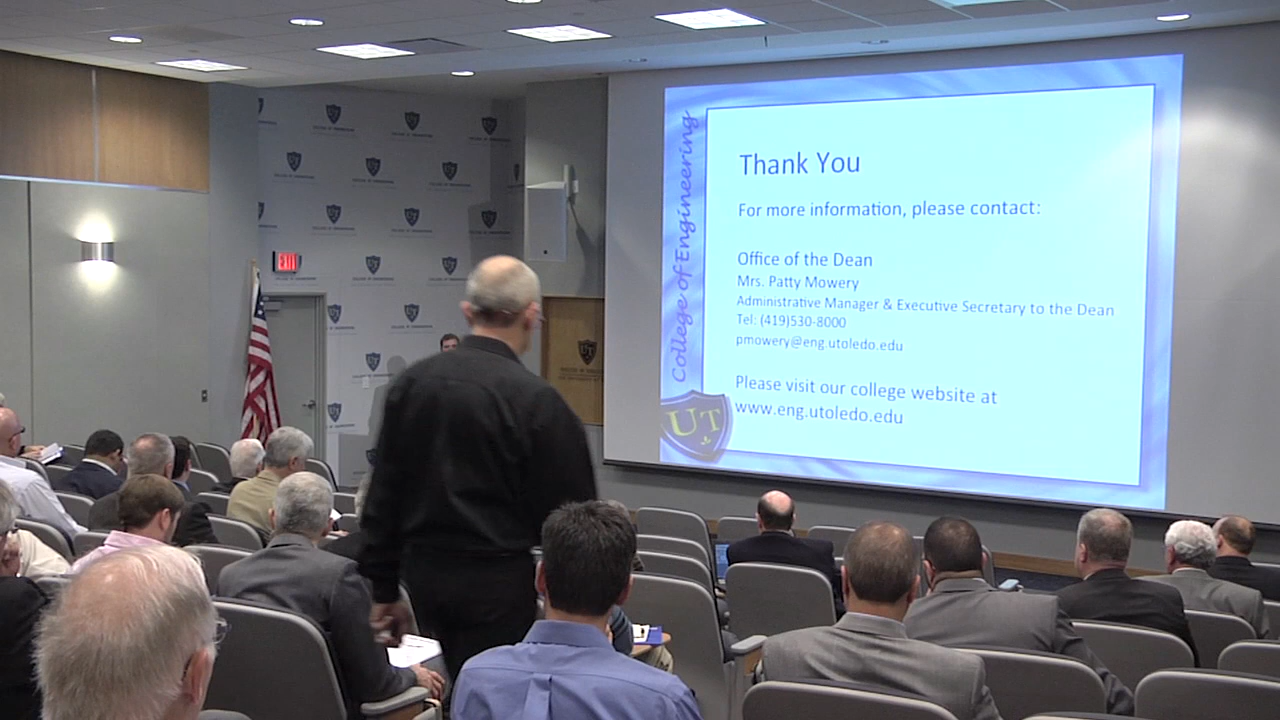 Thank You
For more information, please contact:
Office of the Dean
Mrs. Patty Mowery
Administrative Manager & Executive Secretary to the Dean
Tel: (419)530-8000
pmowery@eng.utoledo.edu
Please visit our college website at
www.eng.utoledo.edu
College of Engineering
UT
EXIT
UT